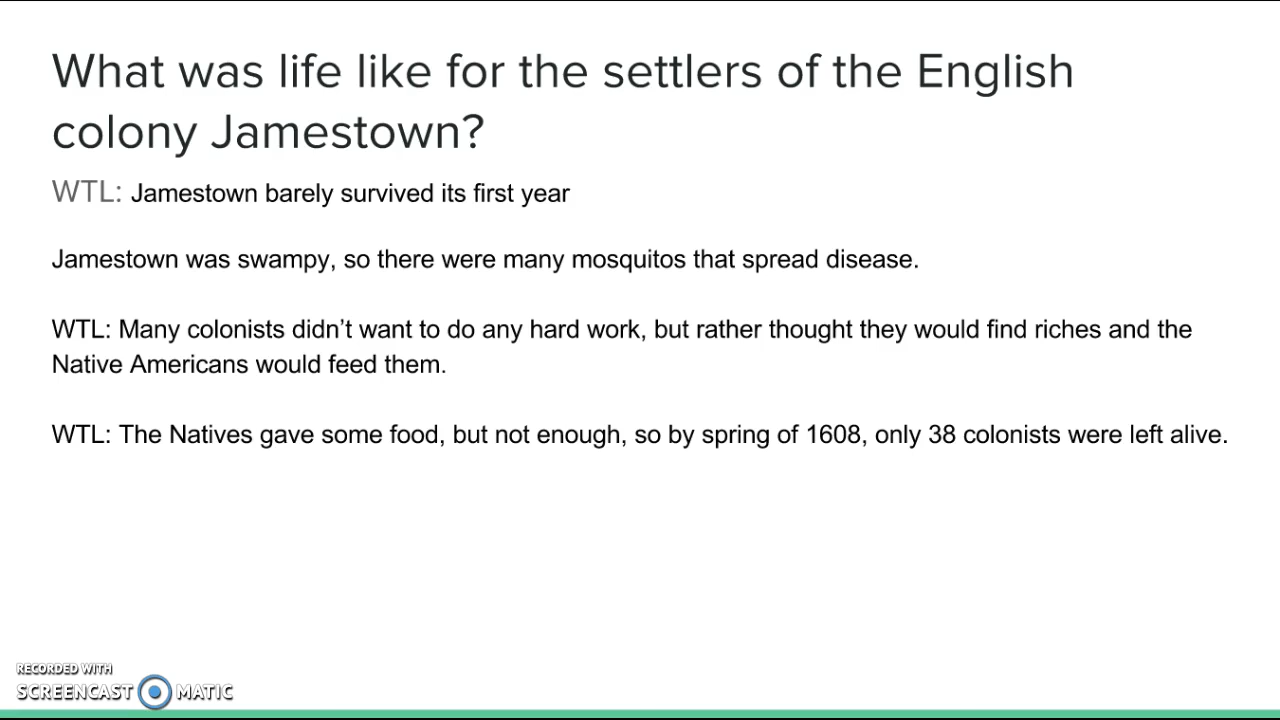 What was life like for the settlers of the English
colony Jamestown?
WTL: Jamestown barely survived its first year
Jamestown was swampy, so there were many mosquitos that spread disease.
WTL: Many colonists didn’t want to do any hard work, but rather thought they would find riches and the
Native Americans would feed them.
WTL: The Natives gave some food, but not enough, so by spring of 1608, only 38 colonists were left alive.
RECORDED WITH
SCREENCAST MATIC